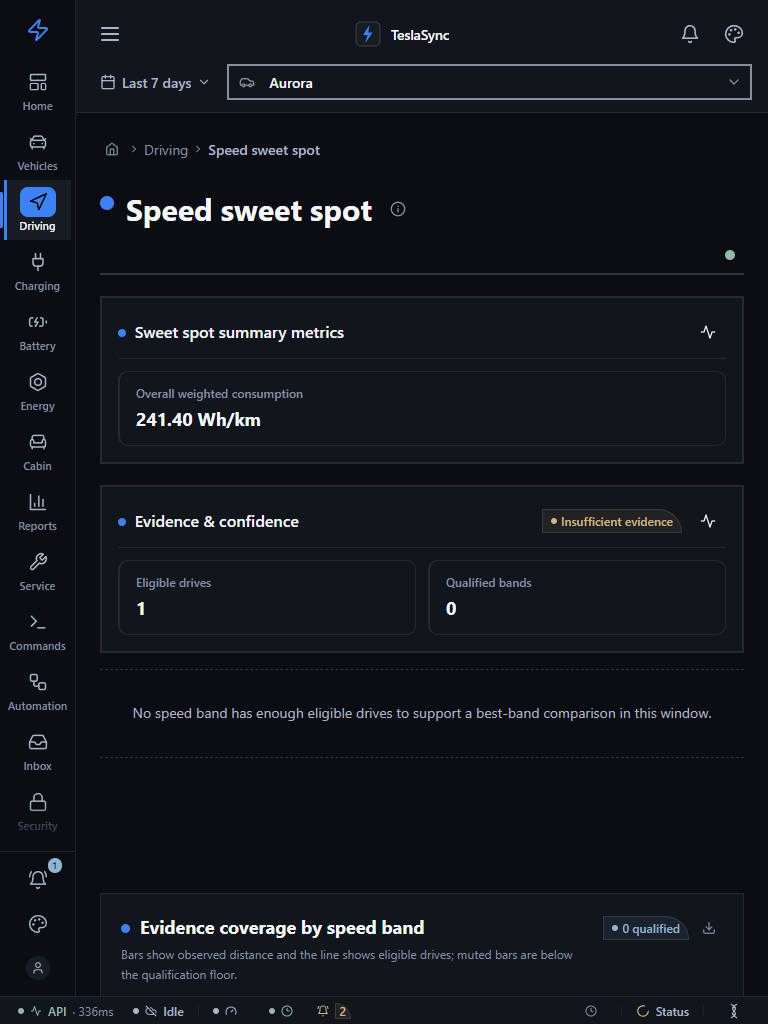 TeslaSync
Last 7 days
Aurora
Home
Vehicles
Driving
Charging
Battery
Energy
Cabin
Reports
Service
Commands
Automation
Inbox
Security
1
Driving
Speed sweet spot
Speed sweet spot
Sweet spot summary metrics
Overall weighted consumption
241.40 Wh/km
Evidence & confidence
Insufficient evidence
Eligible drives
1
Qualified bands
0
No speed band has enough eligible drives to support a best-band comparison in this window.
Evidence coverage by speed band
0 qualified
Bars show observed distance and the line shows eligible drives; muted bars are below
the qualification floor.
API · 336ms
Idle
2
Status